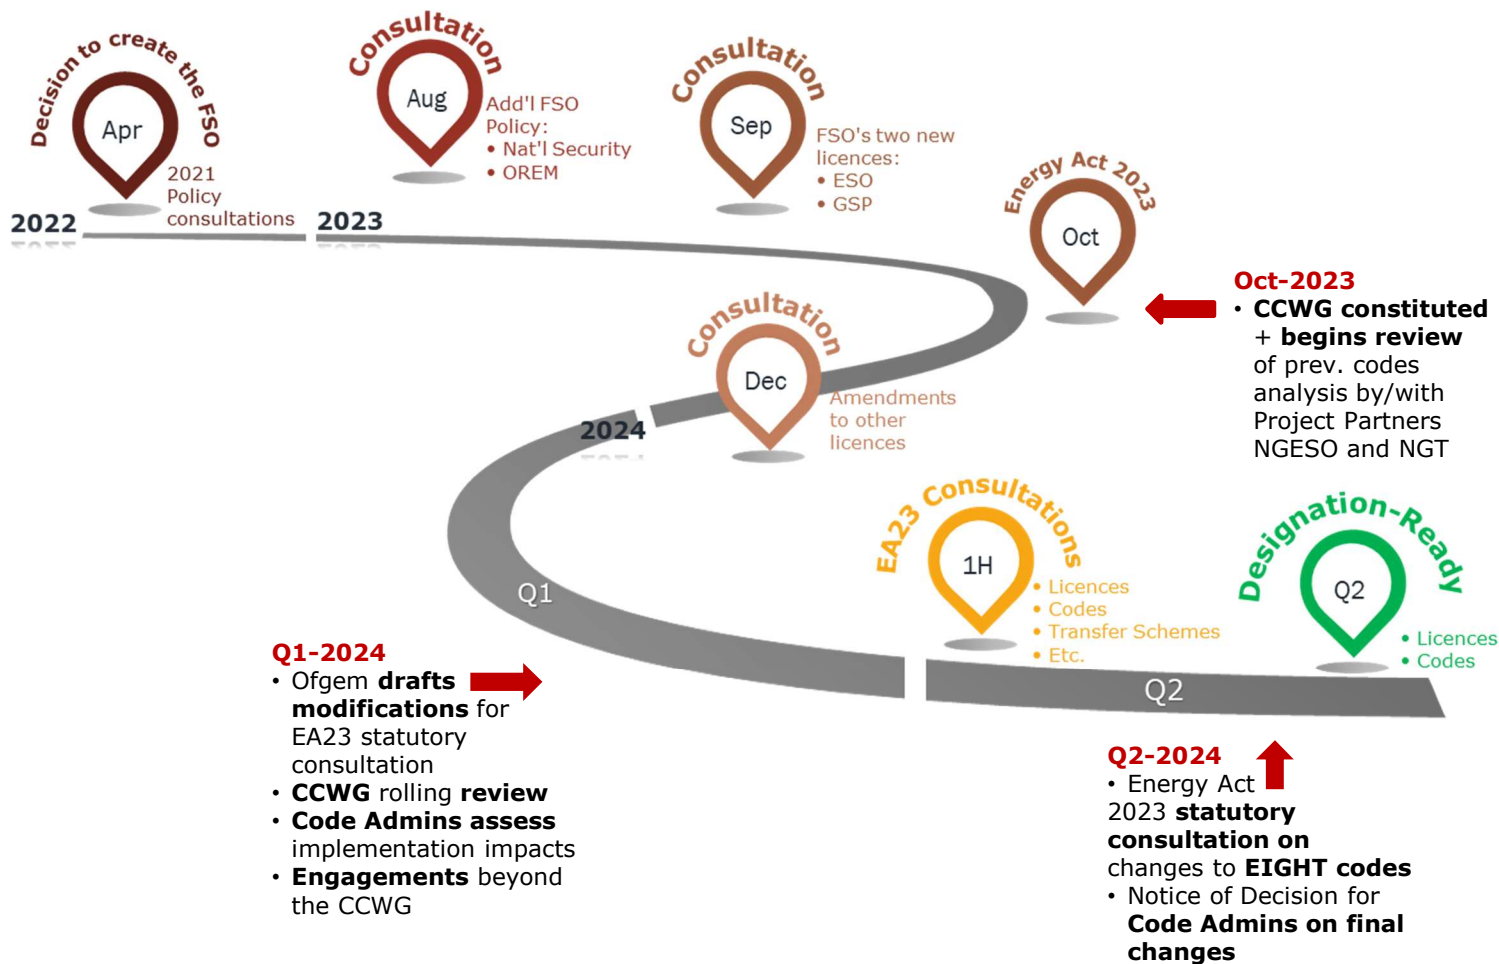 Decision to create the FSO
Apr
2021
Policy
consultations
2022
Consultation
Aug
Add'l FSO
Policy:
• Nat'l Security
• OREM
2023
Consultation
Sep
FSO's two new
licences:
• ESO
• GSP
Energy Act 2023
Oct
Oct-2023
• CCWG constituted
+ begins review
of prev. codes
analysis by/with
Project Partners
NGESO and NGT
Consultation
Dec
Amendments
to other
licences
2024
Q1
EA23 Consultations
1H
• Licences
• Codes
• Transfer Schemes
• Etc.
Designation-Ready
Q2
• Licences
• Codes
Q2
Q1-2024
• Ofgem drafts
modifications for
EA23 statutory
consultation
• CCWG rolling review
• Code Admins assess
implementation impacts
• Engagements beyond
the CCWG
Q2-2024
• Energy Act
2023 statutory
consultation on
changes to EIGHT codes
• Notice of Decision for
Code Admins on final
changes